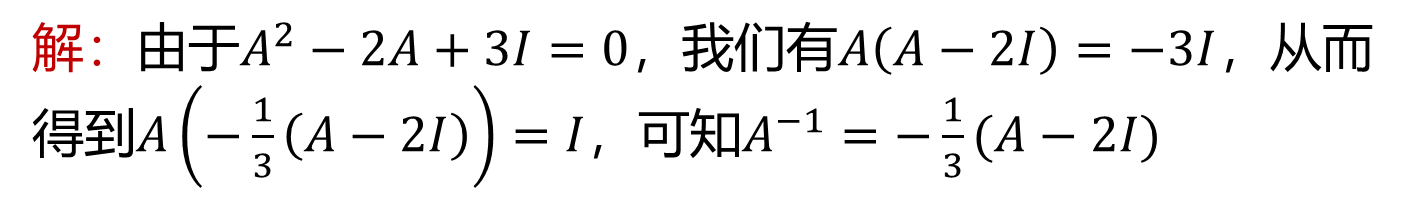 解：由于𝐴² − 2𝐴 + 3𝐼 = 0，我们有𝐴(𝐴 − 2𝐼) = −3𝐼，从而
得到𝐴(−1/3(𝐴 − 2𝐼)) = 𝐼，可知𝐴⁻¹ = −1/3(𝐴 − 2𝐼)